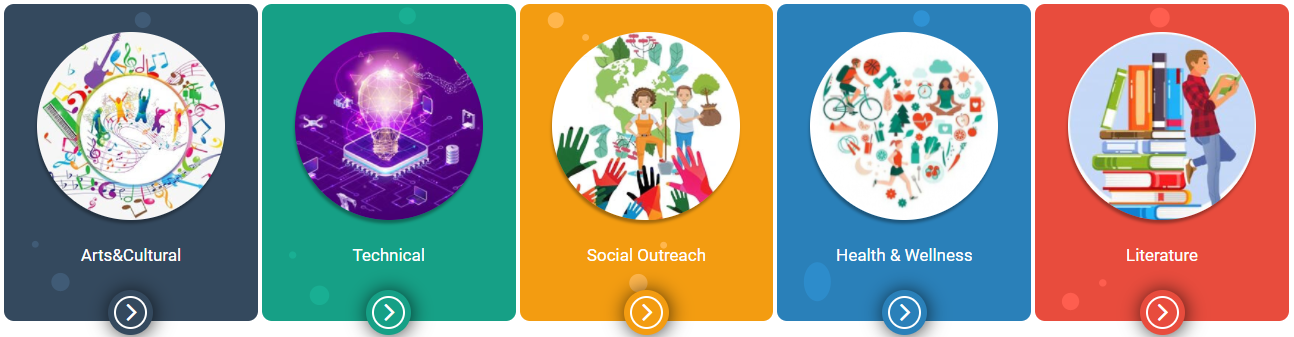 Arts&Cultural
Technical
Social Outreach
Health & Wellness
Literature